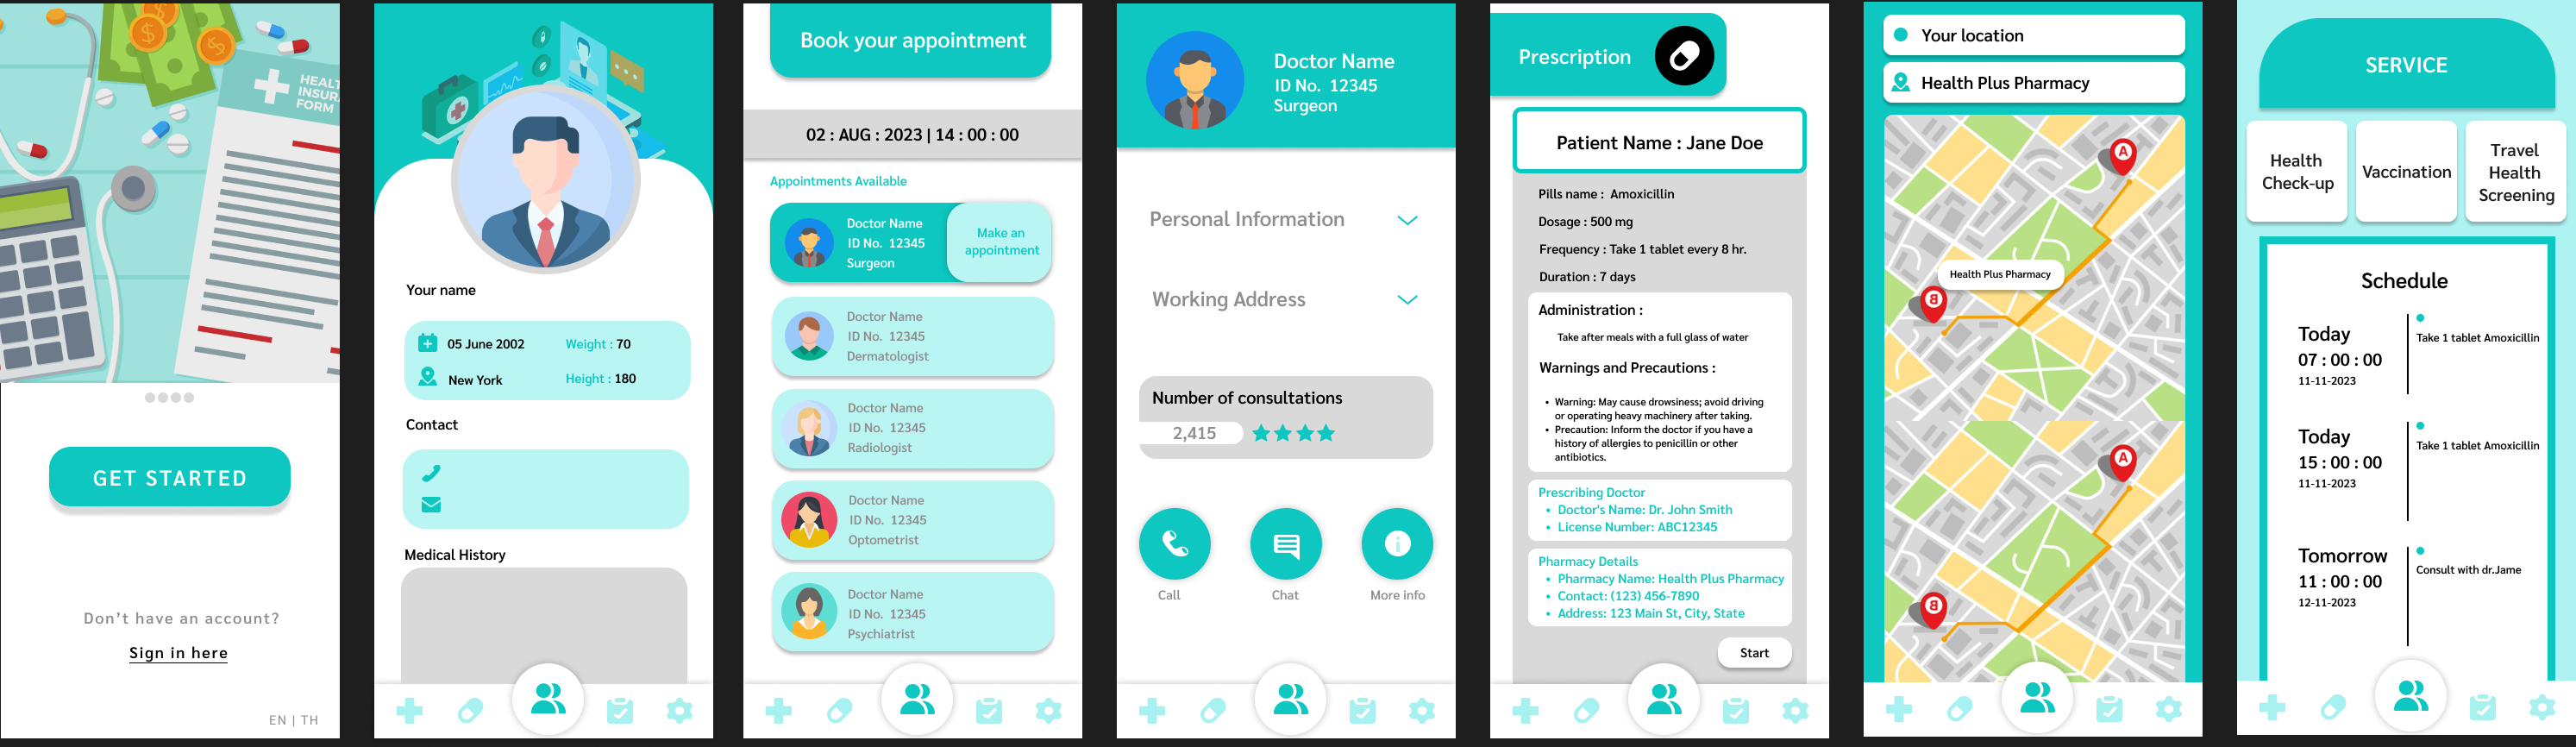 HEALTH
INSUR
FORM
GET STARTED
Don't have an account?
Sign in here
EN | TH
Your name
05 June 2002
Weight : 70
New York
Height : 180
Contact
Medical History
Book your appointment
02 : AUG : 2023 | 14 : 00 : 00
Appointments Available
Doctor Name
ID No. 12345
Surgeon
Make an
appointment
Doctor Name
ID No. 12345
Dermatologist
Doctor Name
ID No. 12345
Radiologist
Doctor Name
ID No. 12345
Optometrist
Doctor Name
ID No. 12345
Psychiatrist
Doctor Name
ID No. 12345
Surgeon
Personal Information
Working Address
Number of consultations
2,415
Call
Chat
More info
Prescription
Patient Name : Jane Doe
Pills name : Amoxicillin
Dosage : 500 mg
Frequency : Take 1 tablet every 8 hr.
Duration : 7 days
Administration :
Take after meals with a full glass of water
Warnings and Precautions :
• Warning: May cause drowsiness; avoid driving
or operating heavy machinery after taking.
• Precaution: Inform the doctor if you have a
history of allergies to penicillin or other
antibiotics.
Prescribing Doctor
• Doctor's Name: Dr. John Smith
• License Number: ABC12345
Pharmacy Details
• Pharmacy Name: Health Plus Pharmacy
• Contact: (123) 456-7890
• Address: 123 Main St, City, State
Start
Your location
Health Plus Pharmacy
A
Health Plus Pharmacy
B
A
B
SERVICE
Health
Check-up
Vaccination
Travel
Health
Screening
Schedule
Today
07 : 00 : 00
11-11-2023
Take 1 tablet Amoxicillin
Today
15 : 00 : 00
11-11-2023
Take 1 tablet Amoxicillin
Tomorrow
11 : 00 : 00
12-11-2023
Consult with dr.Jame